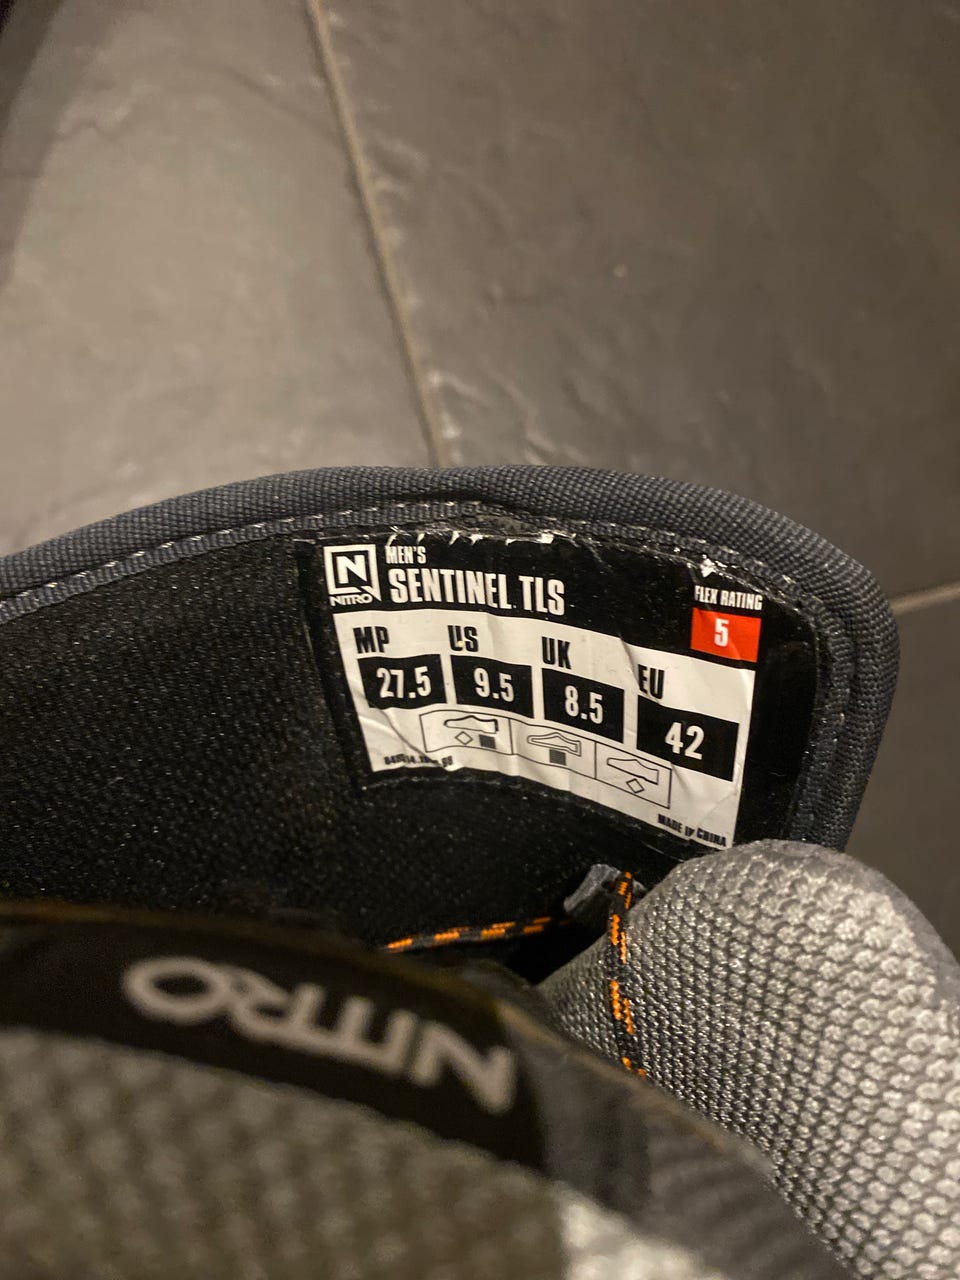 MEN'S
NITRO
SENTINEL TLS
FLEX RATING
5
MP US UK EU
27.5 9.5 8.5 42
MADE IN CHINA
NITRO